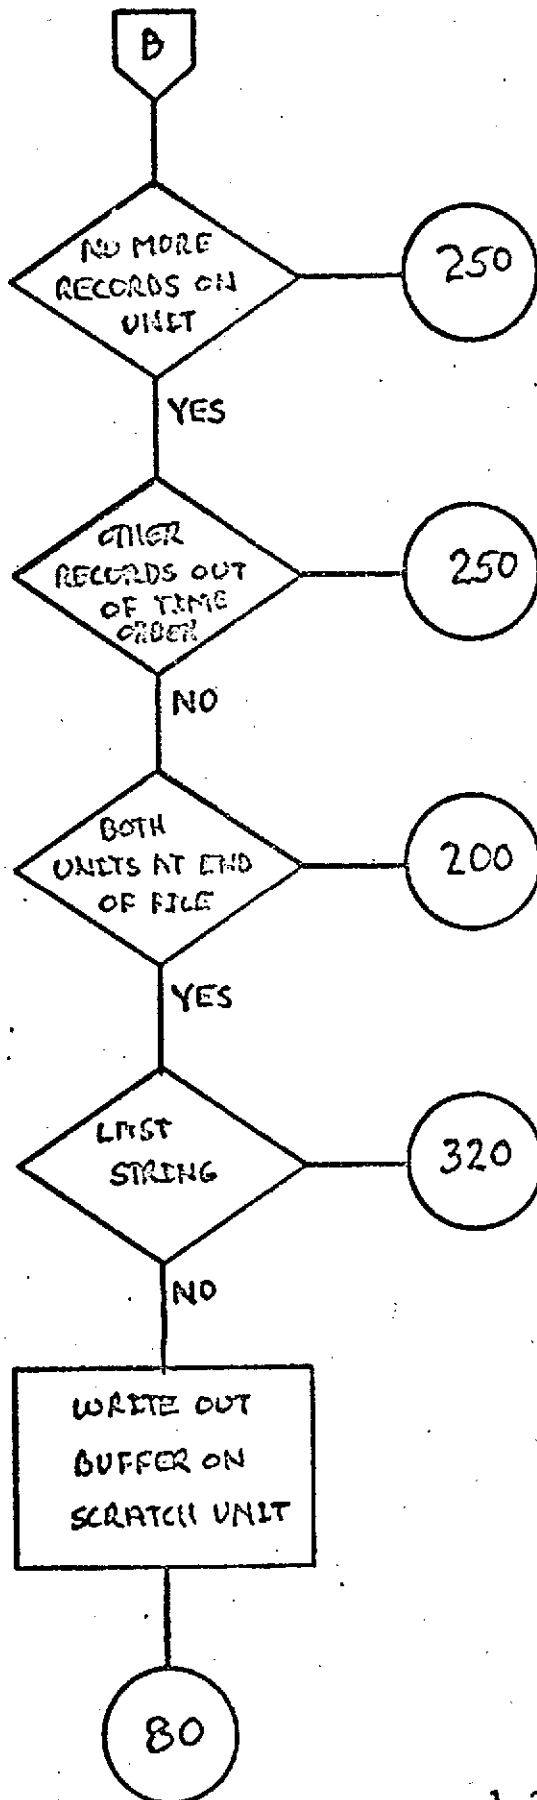 B
NO MORE
RECORDS ON
UNIT
250
YES
OTHER
RECORDS OUT
OF TIME
ORDER
250
NO
BOTH
UNITS AT END
OF FILE
200
YES
LAST
STRING
320
NO
WRITE OUT
BUFFER ON
SCRATCH UNIT
80